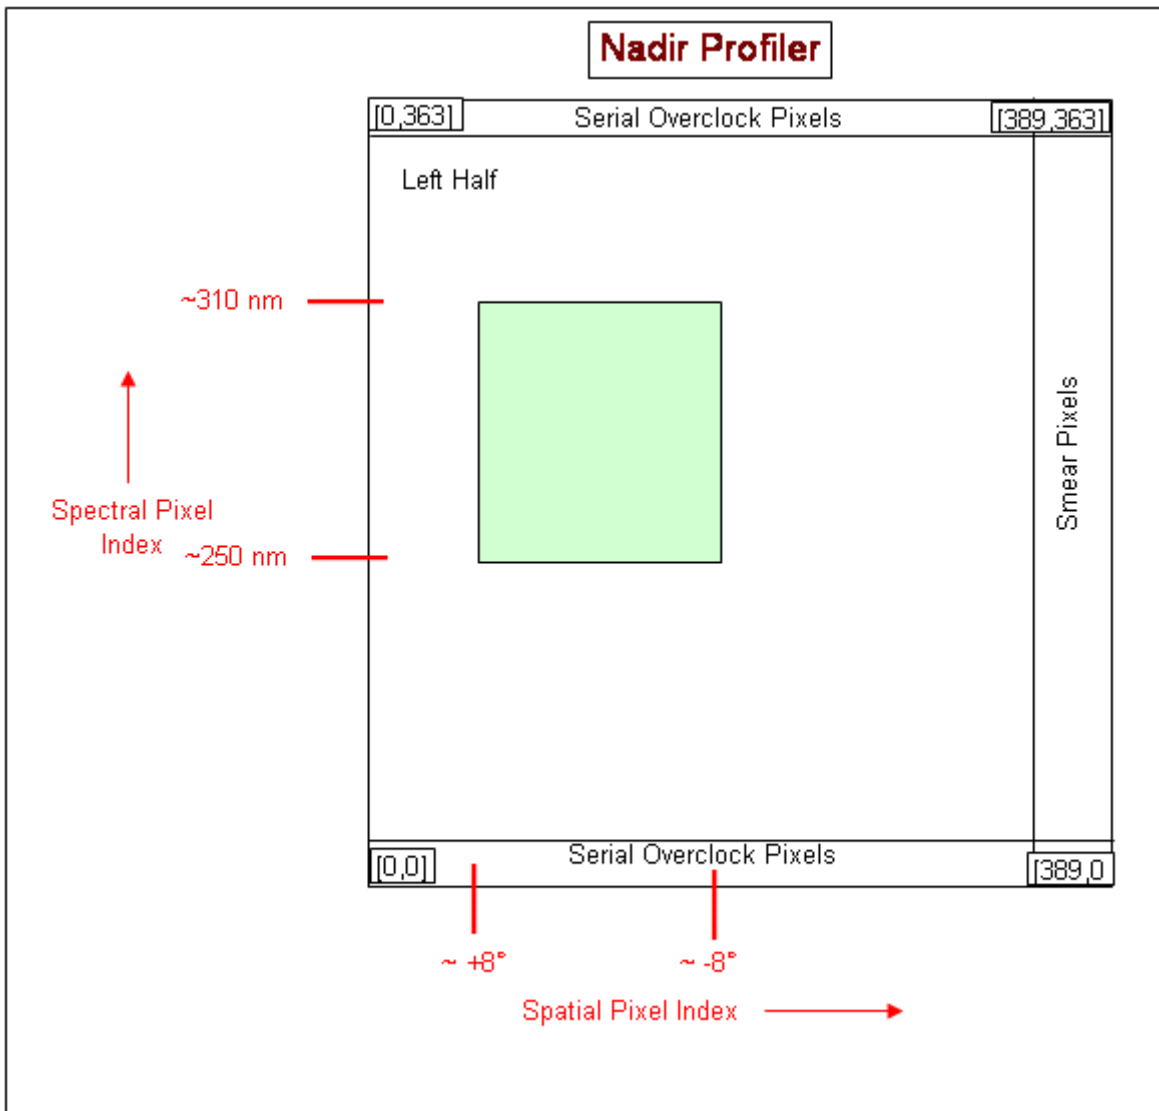 Nadir Profiler
[0,363]
Serial Overclock Pixels
[389,363]
Left Half
~310 nm
Smear Pixels
Spectral Pixel
Index
~250 nm
Serial Overclock Pixels
[0,0]
[389,0
~ +8°
~ -8°
Spatial Pixel Index